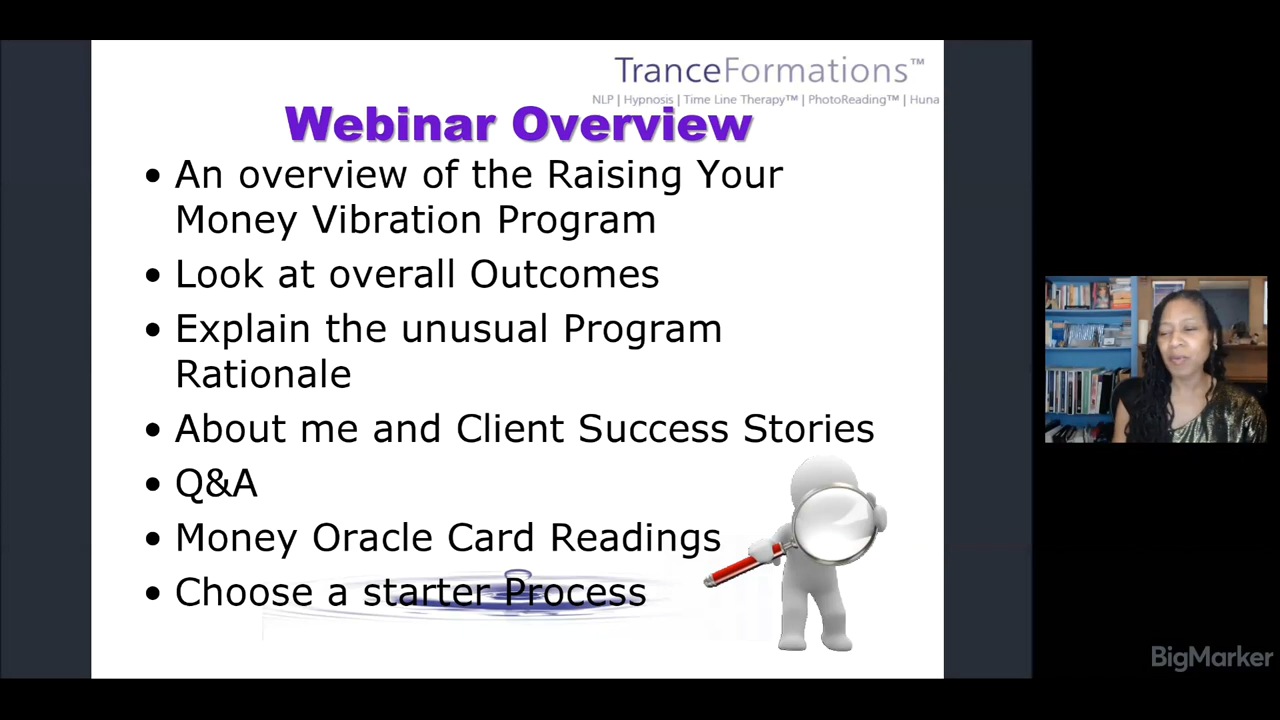 TranceFormations™
NLP | Hypnosis | Time Line Therapy™ | PhotoReading™ | Huna
Webinar Overview
• An overview of the Raising Your
Money Vibration Program
• Look at overall Outcomes
• Explain the unusual Program
Rationale
• About me and Client Success Stories
• Q&A
• Money Oracle Card Readings
• Choose a starter Process
BigMarker